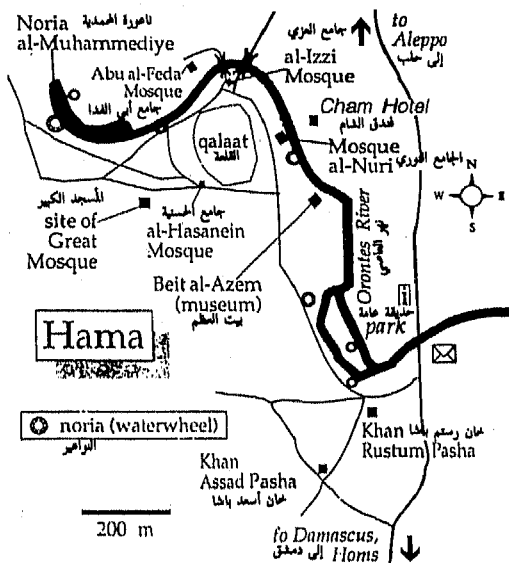 Noria
al-Muhammediye
ناعورة المحمدية
Abu al-Feda
Mosque
جامع أبي الفدا
جامع العزي
al-Izzi
Mosque
to
Aleppo
إلى حلب
Cham Hotel
فندق الشام
qalaat
القلعة
Mosque
al-Nuri
الجامع النوري
N
W
S
المسجد الكبير
site of
Great
Mosque
جامع الحسنية
al-Hasanein
Mosque
Orontes River
نهر العاصي
Beit al-Azem
(museum)
بيت العظم
i
حديقة عامة
park
Hama
noria (waterwheel)
النواعير
Khan
Rustum Pasha
خان رستم باشا
Khan
Assad Pasha
خان أسعد باشا
200 m
to Damascus,
Homs
إلى دمشق